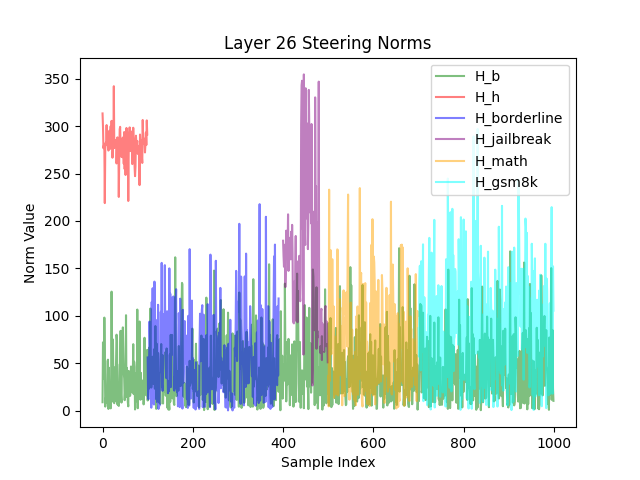 Layer 26 Steering Norms
H_b
H_h
H_borderline
H_jailbreak
H_math
H_gsm8k
350
300
250
200
150
100
50
0
Norm Value
0 200 400 600 800 1000
Sample Index